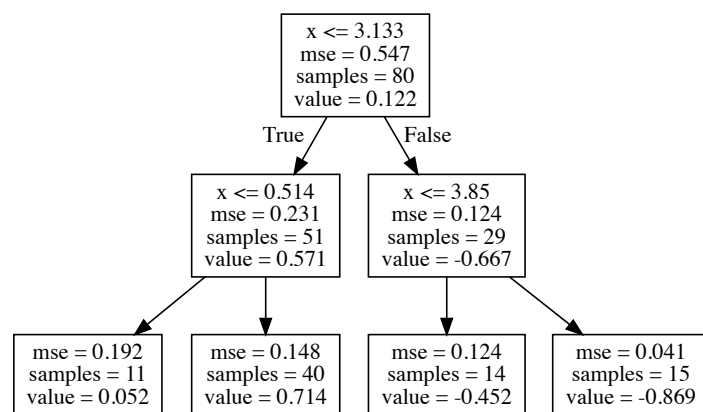 x <= 3.133
mse = 0.547
samples = 80
value = 0.122
True
False
x <= 0.514
mse = 0.231
samples = 51
value = 0.571
x <= 3.85
mse = 0.124
samples = 29
value = -0.667
mse = 0.192
samples = 11
value = 0.052
mse = 0.148
samples = 40
value = 0.714
mse = 0.124
samples = 14
value = -0.452
mse = 0.041
samples = 15
value = -0.869